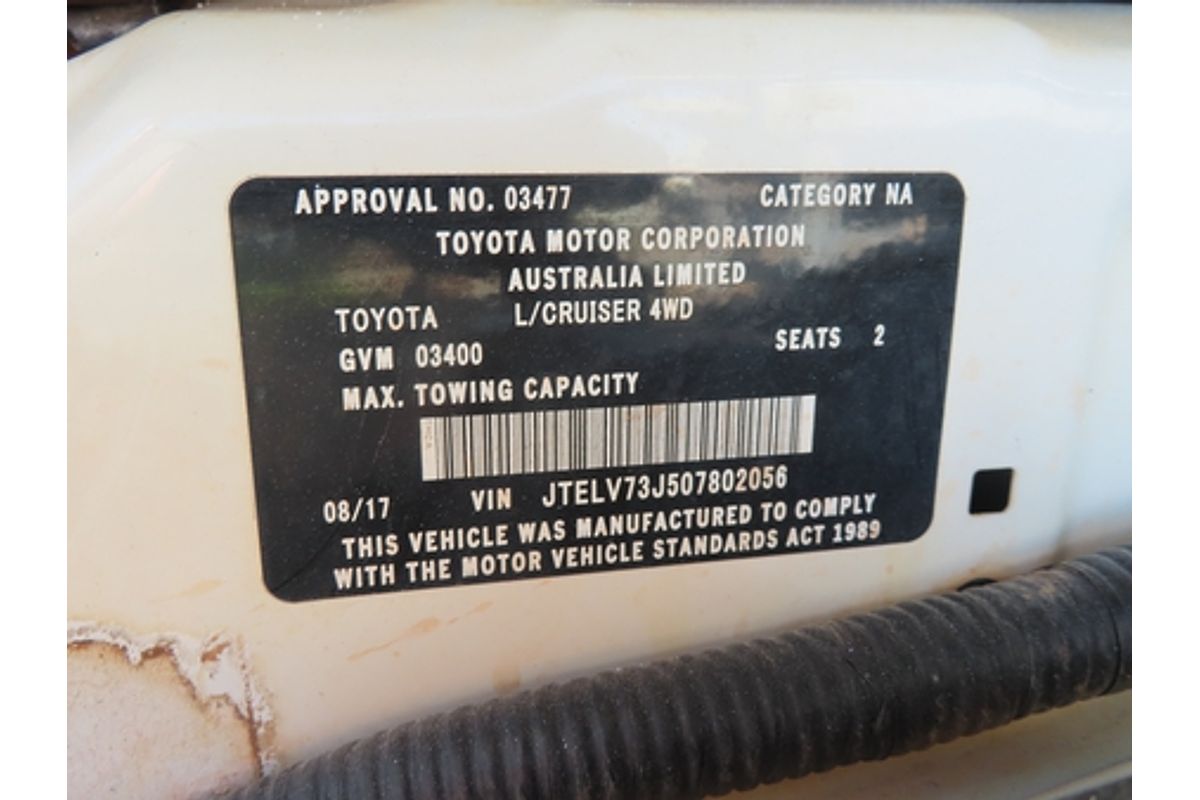 APPROVAL NO. 03477 CATEGORY NA
TOYOTA MOTOR CORPORATION
AUSTRALIA LIMITED
TOYOTA L/CRUISER 4WD
GVM 03400 SEATS 2
MAX. TOWING CAPACITY
08/17 VIN JTELV73J507802056
THIS VEHICLE WAS MANUFACTURED TO COMPLY
WITH THE MOTOR VEHICLE STANDARDS ACT 1989